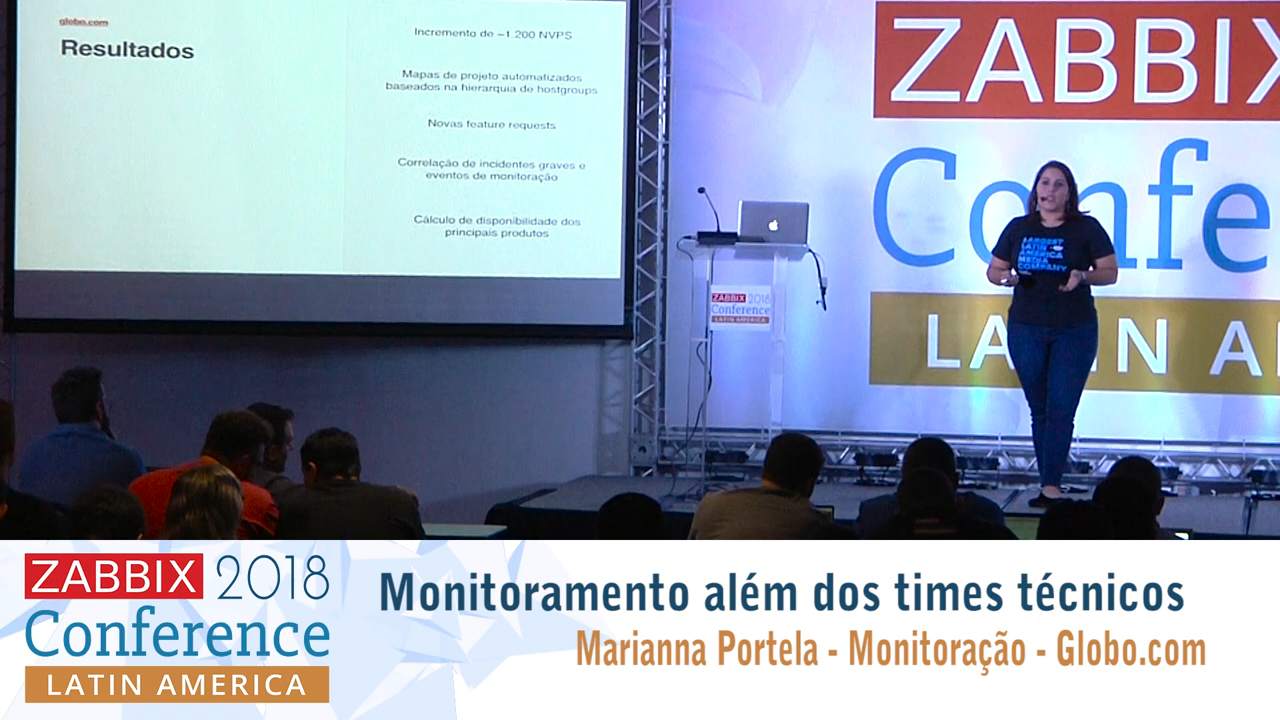 globo.com
Resultados
Incremento de ~1.200 NVPS
Mapas de projeto automatizados
baseados na hierarquia de hostgroups
Novas feature requests
Correlação de incidentes graves e
eventos de monitoração
Cálculo de disponibilidade dos
principais produtos
ZABBIX
Confe
LATIN A
LARGEST
LATIN
AMERICA
MEDIA
COMPANY
ZABBIX 2018
Conference
LATIN AMERICA
ZABBIX 2018
Conference
LATIN AMERICA
Monitoramento além dos times técnicos
Marianna Portela - Monitoração - Globo.com